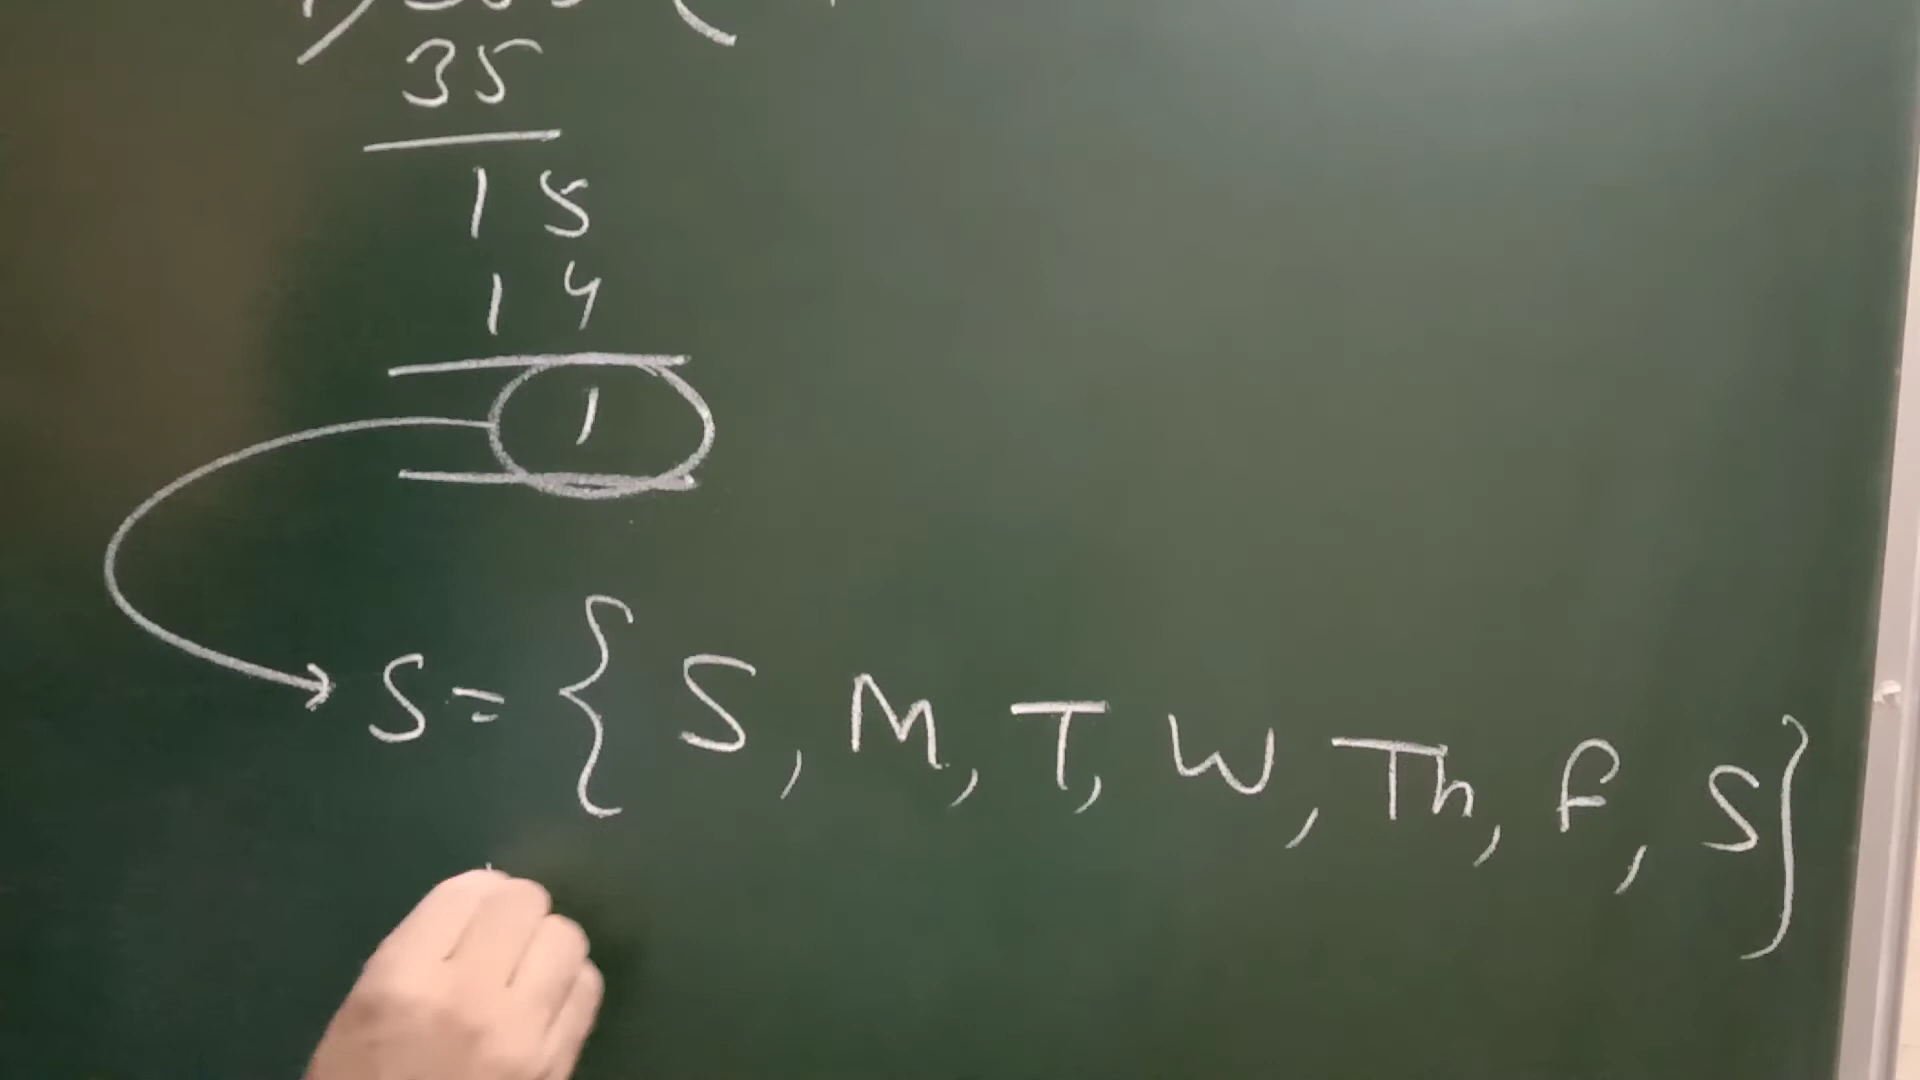 35
15
14
1
S = { S, M, T, W, Th, F, S }